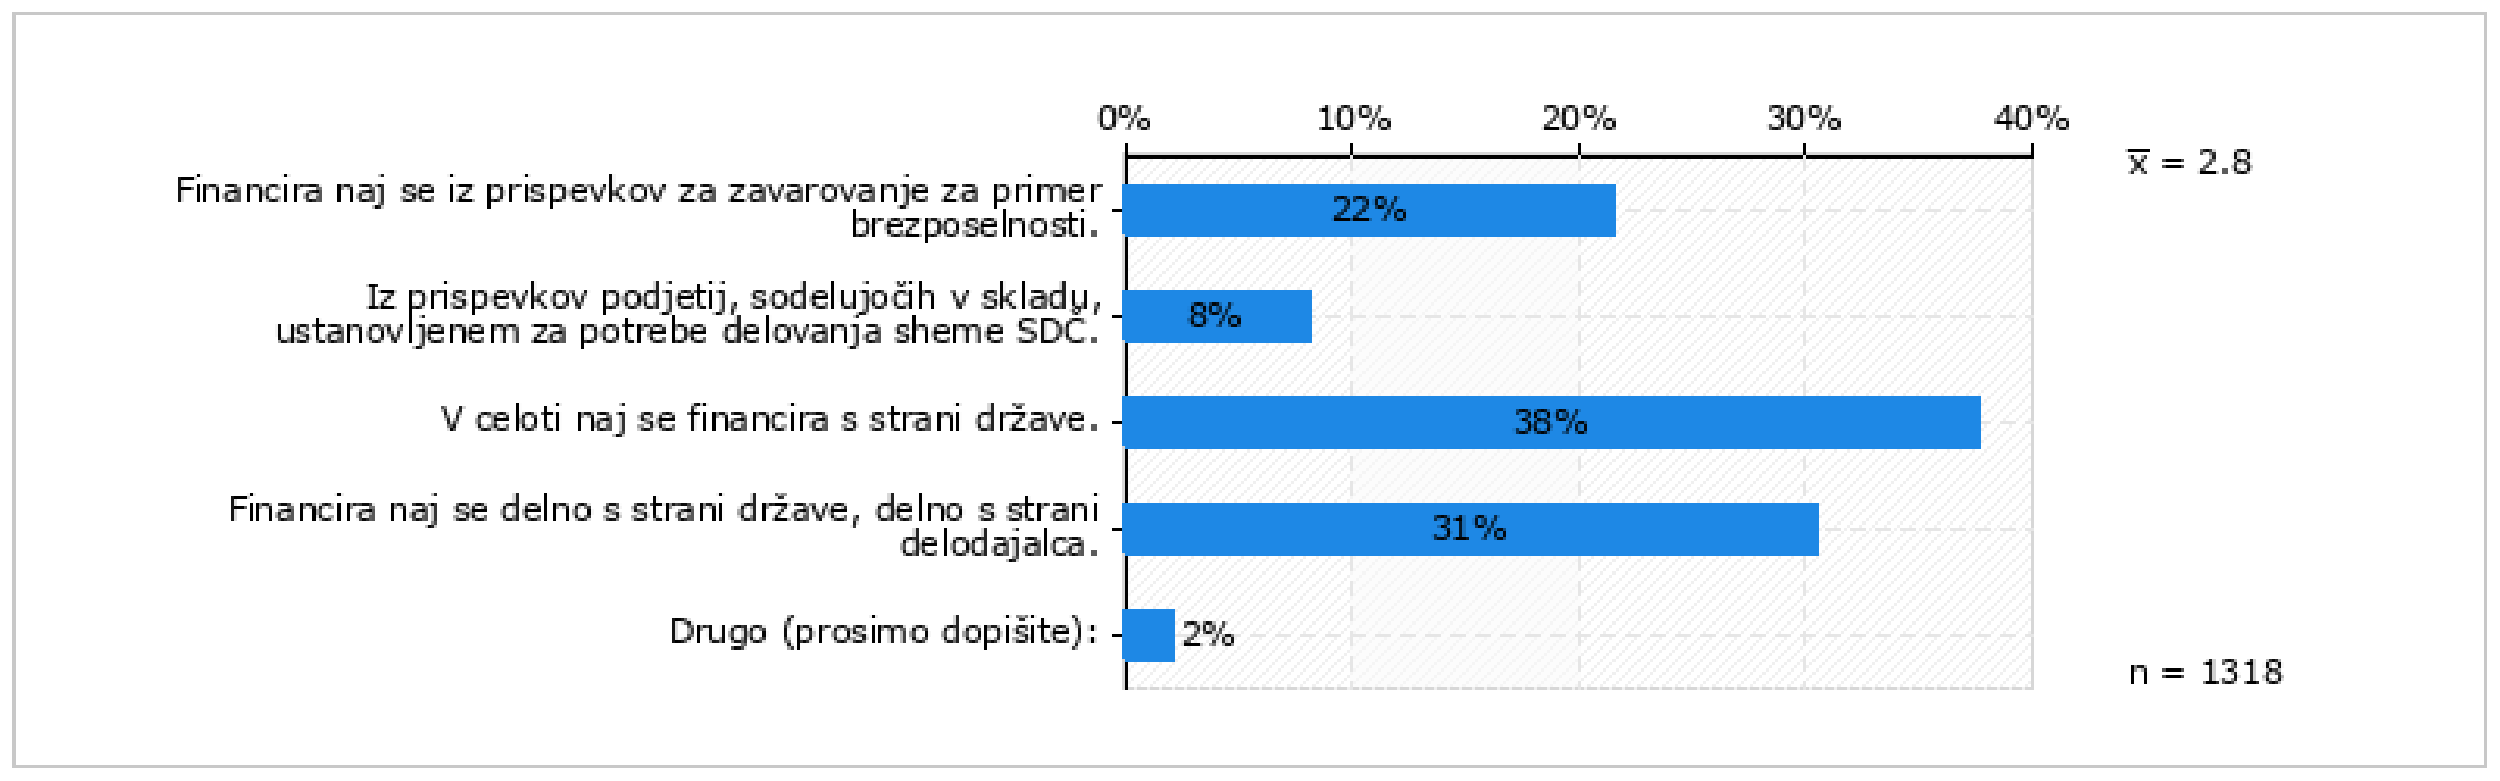 0% 10% 20% 30% 40%
x̅ = 2.8
Financira naj se iz prispevkov za zavarovanje za primer
brezposelnosti.
22%
Iz prispevkov podjetij, sodelujočih v skladu,
ustanovljenem za potrebe delovanja sheme SDČ.
8%
V celoti naj se financira s strani države.
38%
Financira naj se delno s strani države, delno s strani
delodajalca.
31%
Drugo (prosimo dopišite):
2%
n = 1318